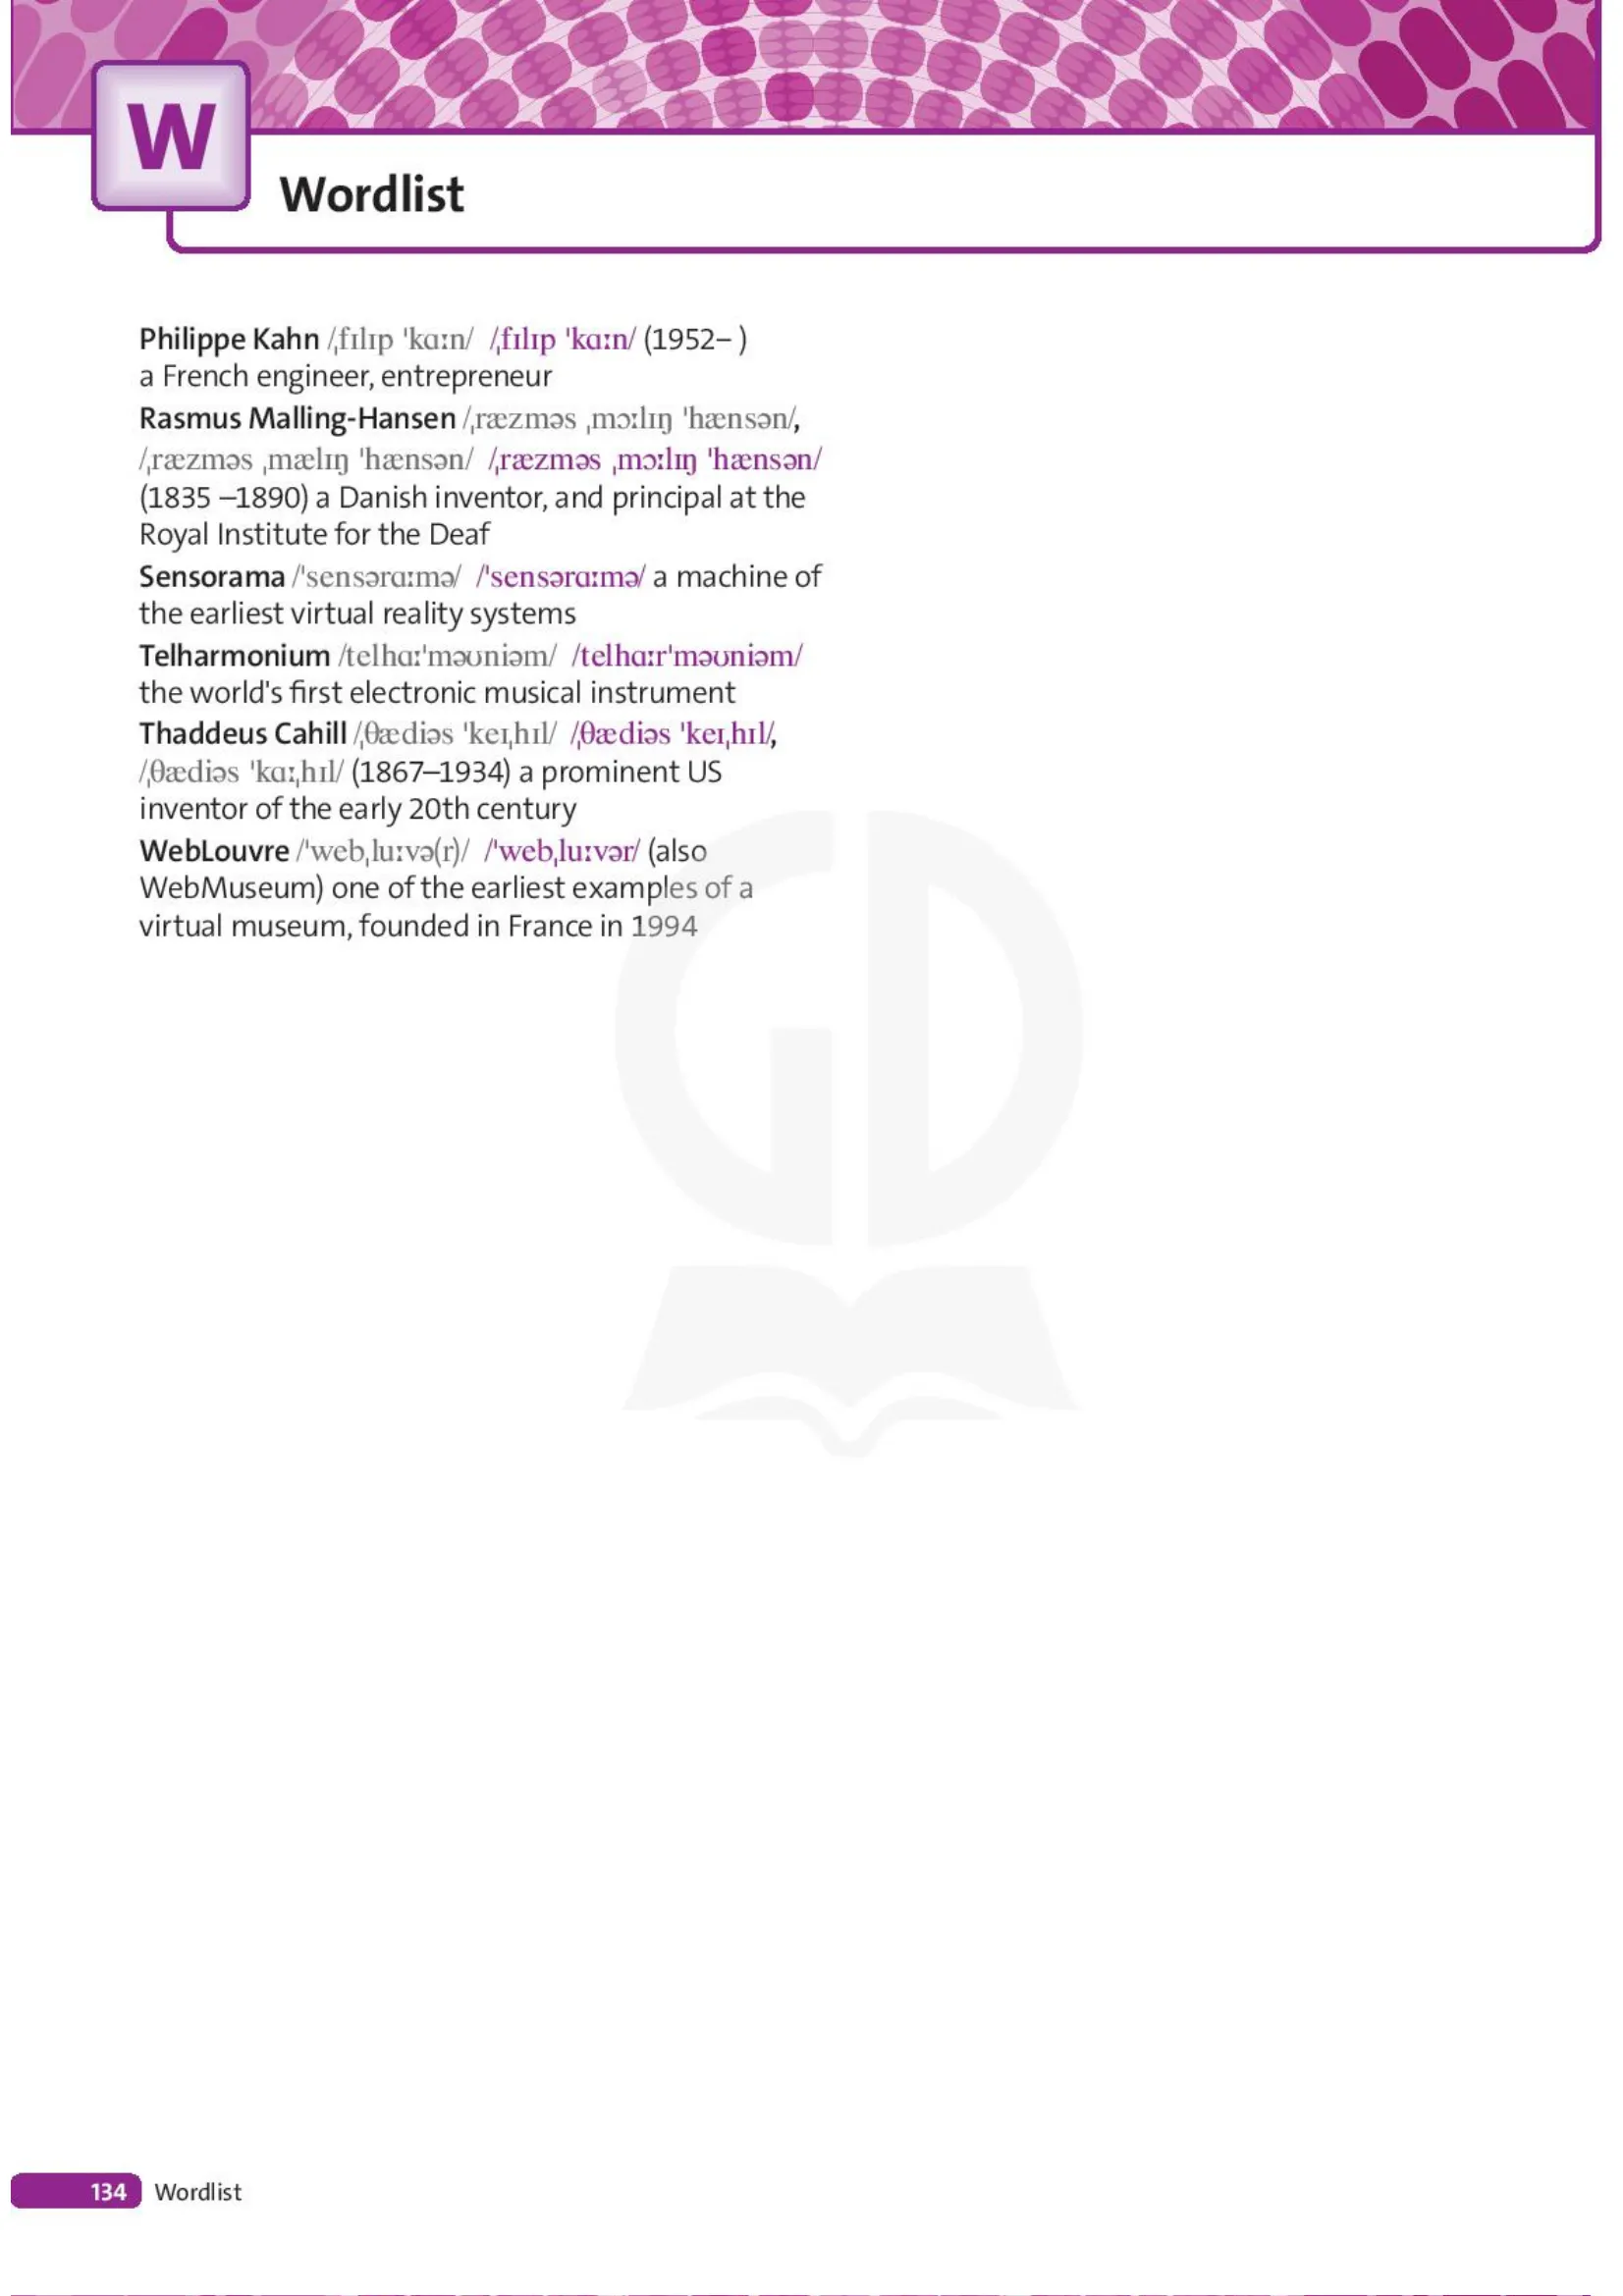 W
Wordlist
Philippe Kahn /ˌfɪlɪp ˈkɑːn/ /ˌfɪlɪp ˈkɑːn/ (1952– )
a French engineer, entrepreneur
Rasmus Malling-Hansen /ˌræzməs ˌmɔːlɪŋ ˈhænsən/,
/ˌræzməs ˌmælɪŋ ˈhænsən/ /ˌræzməs ˌmɔːlɪŋ ˈhænsən/
(1835 –1890) a Danish inventor, and principal at the
Royal Institute for the Deaf
Sensorama /ˈsensərɑːmə/ /ˈsensərɑːmə/ a machine of
the earliest virtual reality systems
Telharmonium /telhɑːˈməʊniəm/ /telhɑːrˈməʊniəm/
the world's first electronic musical instrument
Thaddeus Cahill /ˌθædiəs ˈkeɪˌhɪl/ /ˌθædiəs ˈkeɪˌhɪl/,
/ˌθædiəs ˈkɑːˌhɪl/ (1867–1934) a prominent US
inventor of the early 20th century
WebLouvre /ˈwebˌluːvə(r)/ /ˈwebˌluːvər/ (also
WebMuseum) one of the earliest examples of a
virtual museum, founded in France in 1994
134 Wordlist